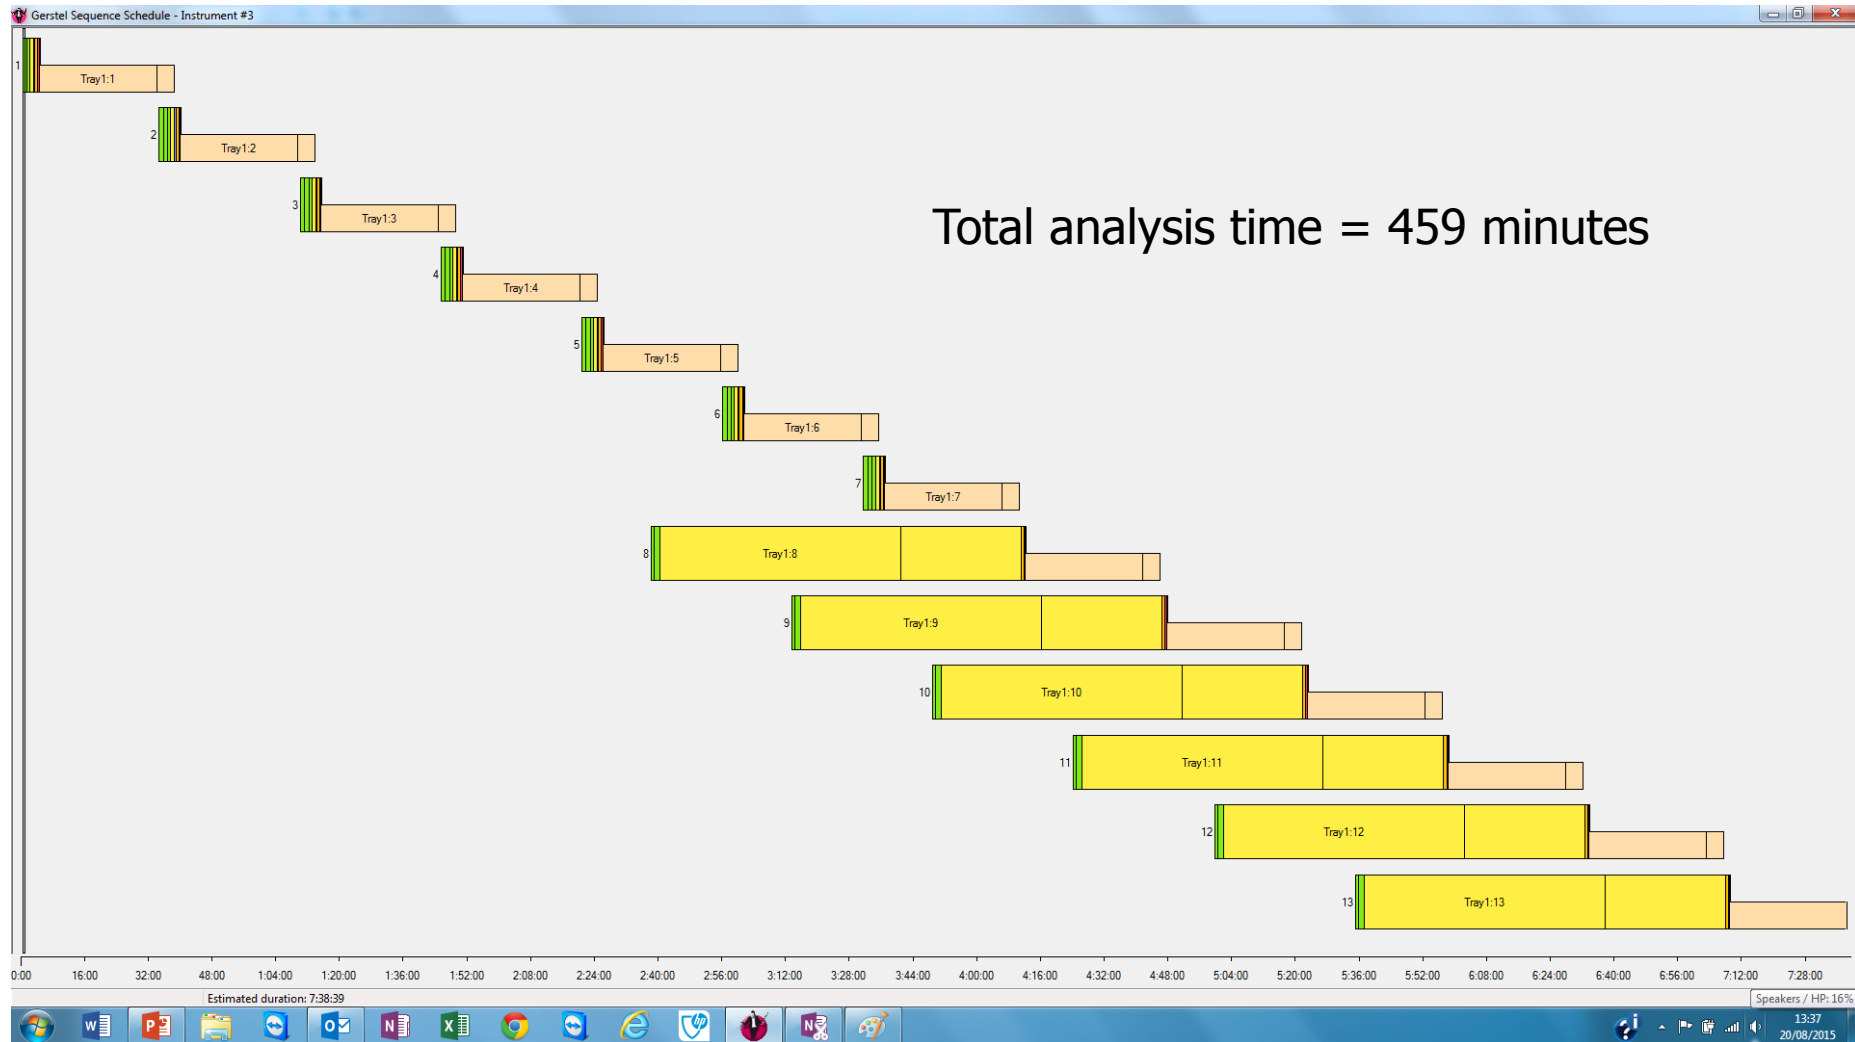 Gerstel Sequence Schedule - Instrument #3
1 Tray1:1
2 Tray1:2
3 Tray1:3
Total analysis time = 459 minutes
4 Tray1:4
5 Tray1:5
6 Tray1:6
7 Tray1:7
8 Tray1:8
9 Tray1:9
10 Tray1:10
11 Tray1:11
12 Tray1:12
13 Tray1:13
0:00 16:00 32:00 48:00 1:04:00 1:20:00 1:36:00 1:52:00 2:08:00 2:24:00 2:40:00 2:56:00 3:12:00 3:28:00 3:44:00 4:00:00 4:16:00 4:32:00 4:48:00 5:04:00 5:20:00 5:36:00 5:52:00 6:08:00 6:24:00 6:40:00 6:56:00 7:12:00 7:28:00
Estimated duration: 7:38:39
Speakers / HP: 16%
13:37
20/08/2015